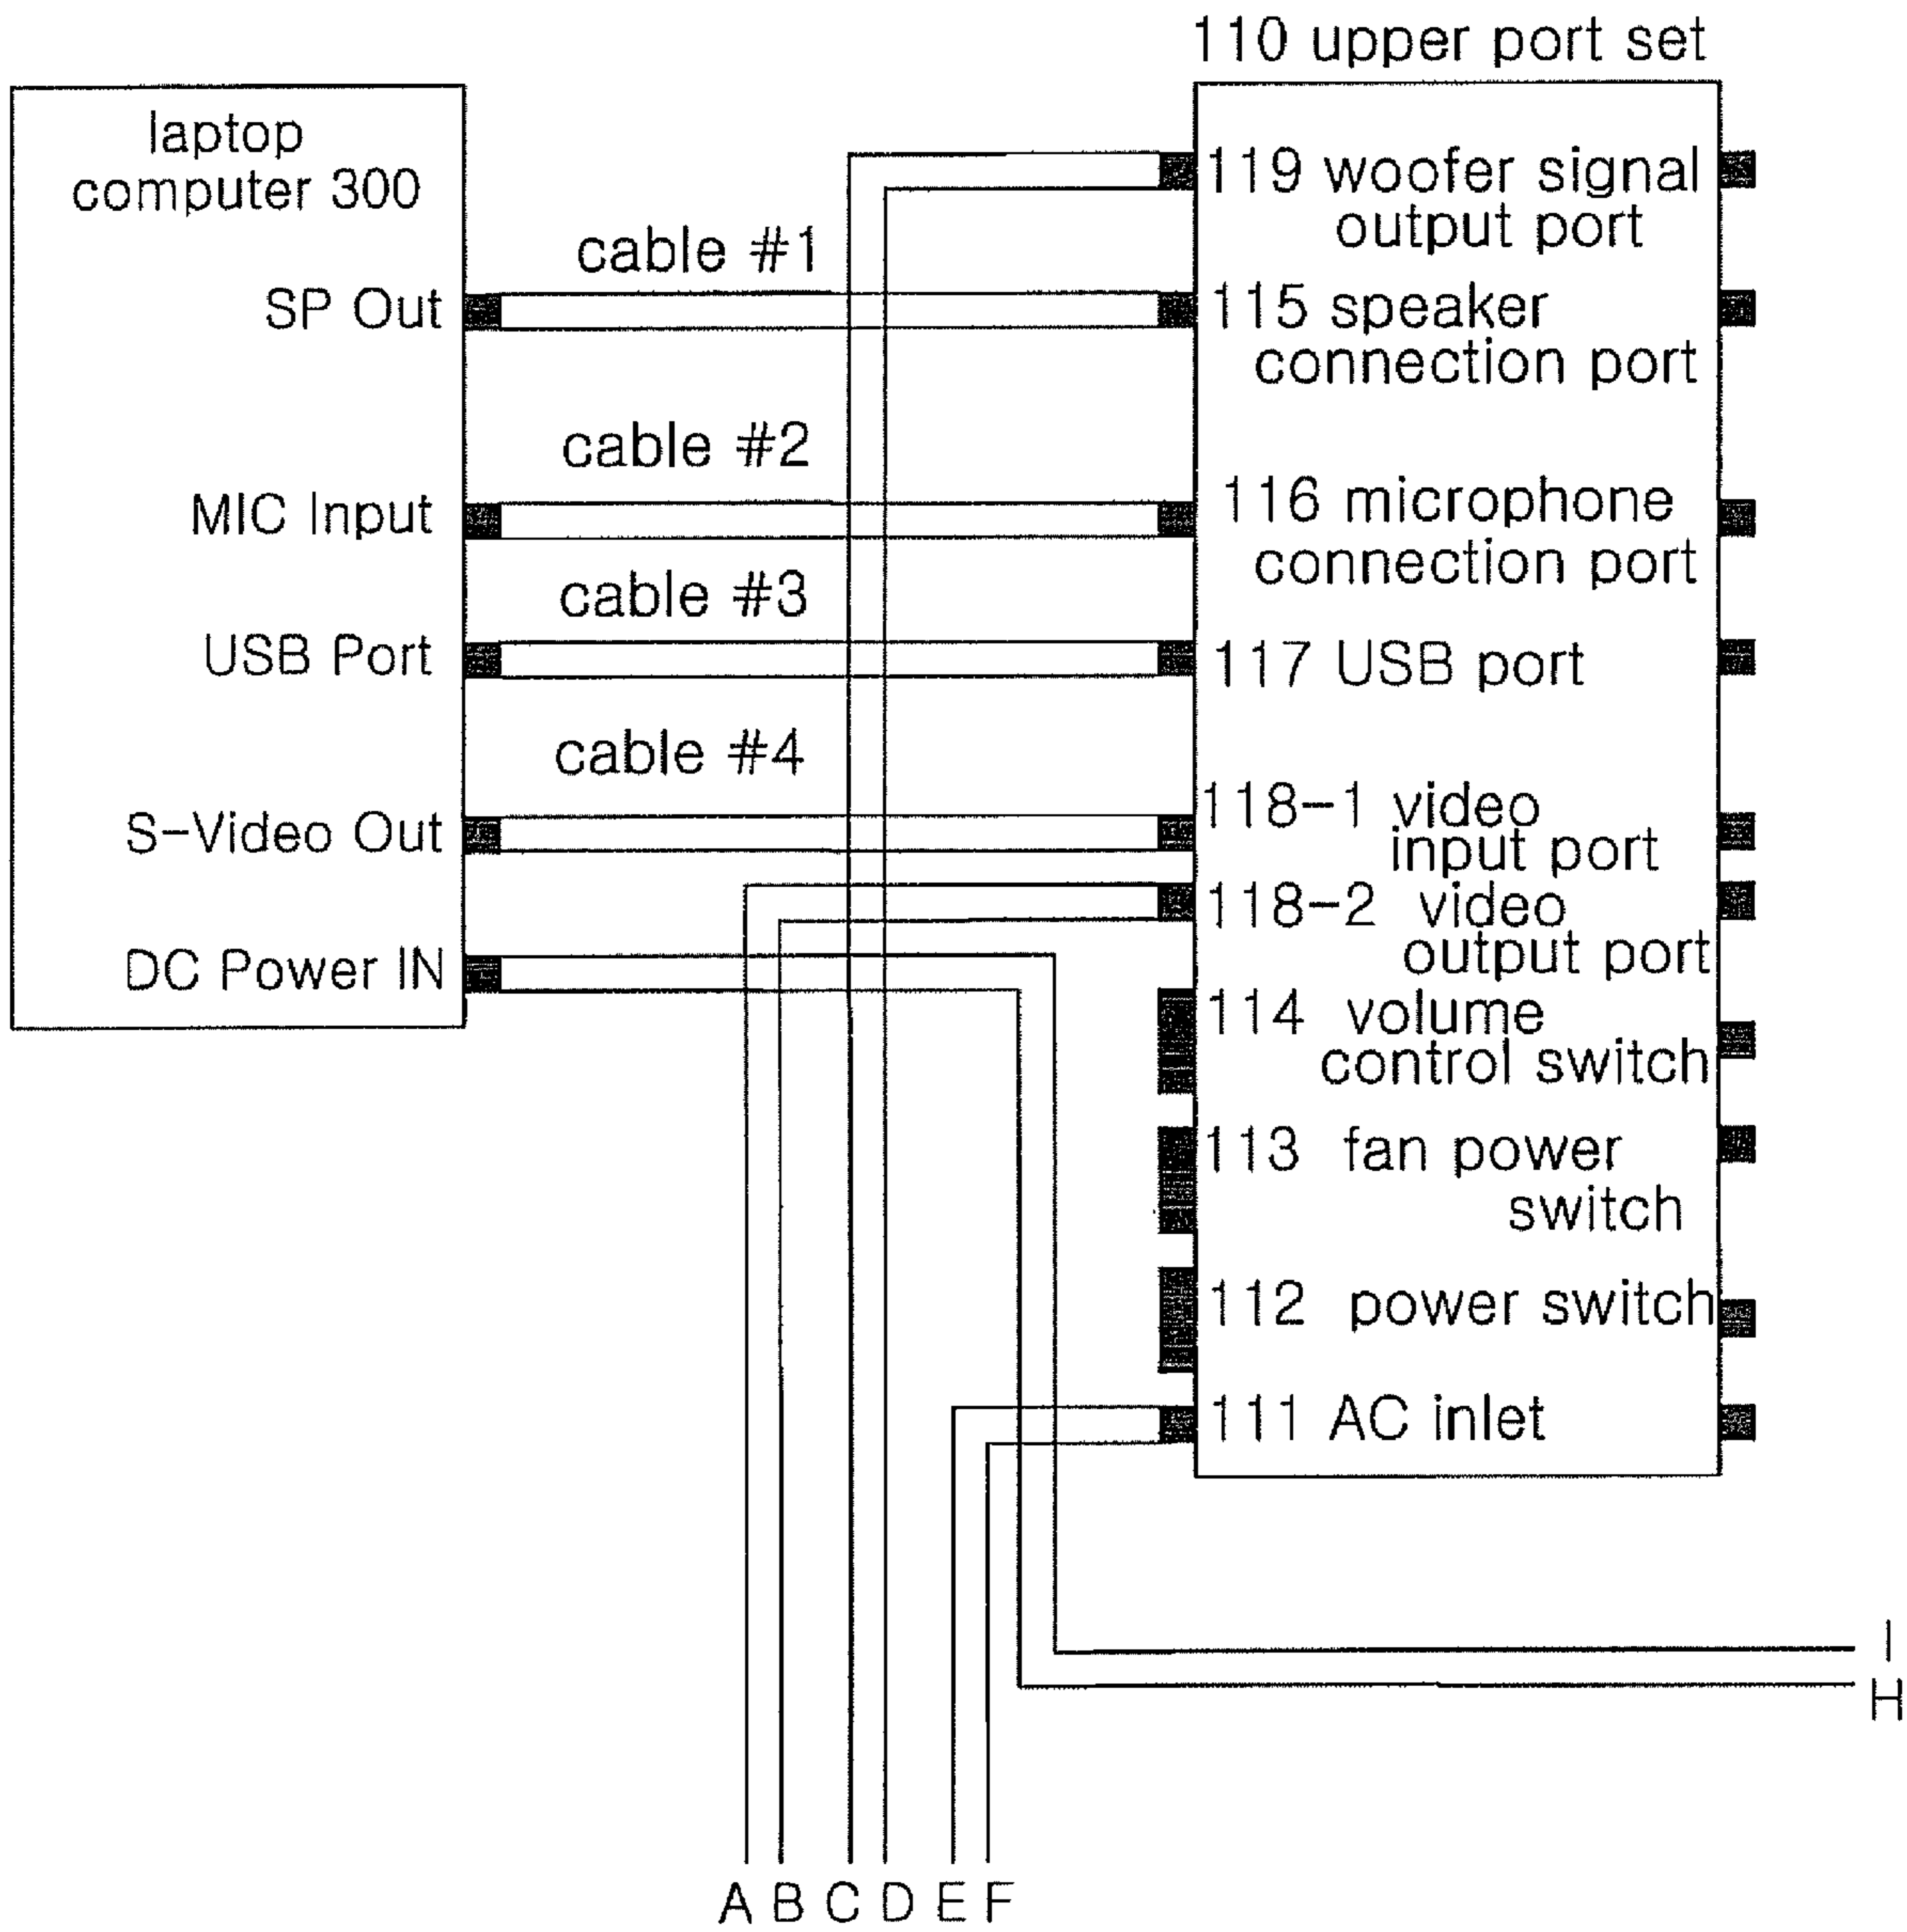 110 upper port set
laptop
computer 300
119 woofer signal
output port
cable #1
SP Out
115 speaker
connection port
cable #2
MIC Input
116 microphone
connection port
cable #3
USB Port
117 USB port
cable #4
S-Video Out
118-1 video
input port
118-2 video
output port
DC Power IN
114 volume
control switch
113 fan power
switch
112 power switch
111 AC inlet
I
H
A B C D E F